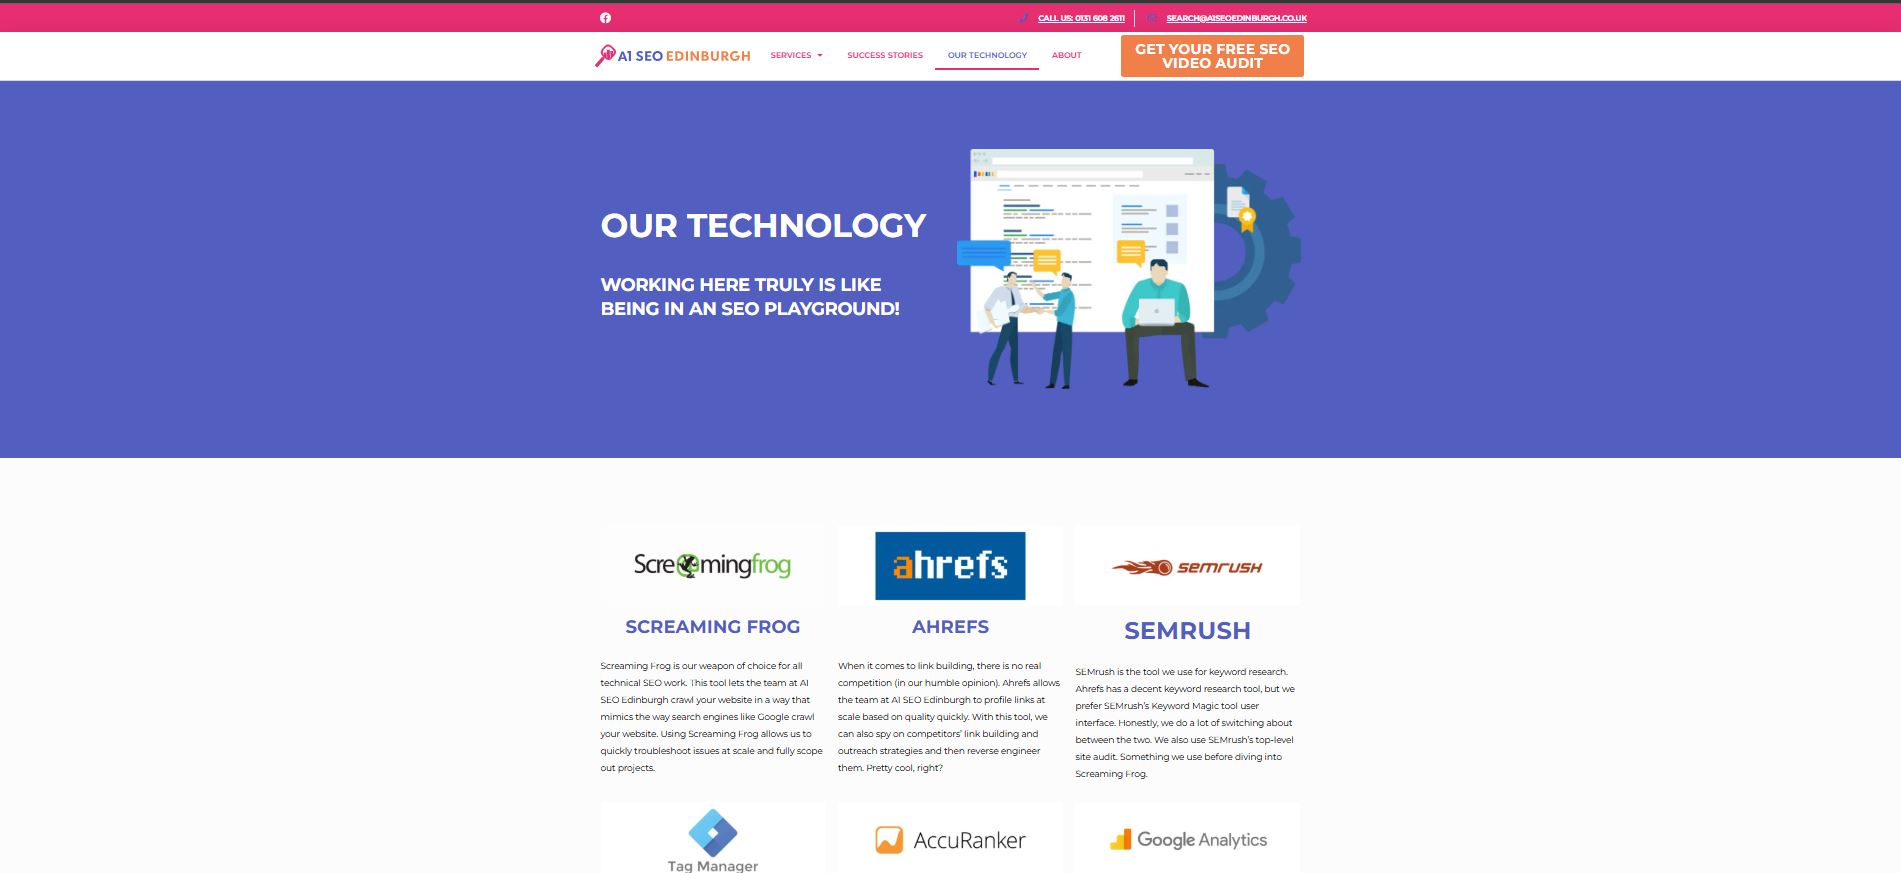 CALL US: 0131 608 2611
SEARCH@A1SEOEDINBURGH.CO.UK
A1 SEO EDINBURGH
SERVICES
SUCCESS STORIES
OUR TECHNOLOGY
ABOUT
GET YOUR FREE SEO
VIDEO AUDIT
OUR TECHNOLOGY
WORKING HERE TRULY IS LIKE
BEING IN AN SEO PLAYGROUND!
Screamingfrog
ahrefs
semrush
SCREAMING FROG
Screaming Frog is our weapon of choice for all
technical SEO work. This tool lets the team at A1
SEO Edinburgh crawl your website in a way that
mimics the way search engines like Google crawl
your website. Using Screaming Frog allows us to
quickly troubleshoot issues at scale and fully scope
out projects.
AHREFS
When it comes to link building, there is no real
competition (in our humble opinion). Ahrefs allows
the team at A1 SEO Edinburgh to profile links at
scale based on quality quickly. With this tool, we
can also spy on competitors’ link building and
outreach strategies and then reverse engineer
them. Pretty cool, right?
SEMRUSH
SEMrush is the tool we use for keyword research.
Ahrefs has a decent keyword research tool, but we
prefer SEMrush’s Keyword Magic tool user
interface. Honestly, we do a lot of switching about
between the two. We also use SEMrush’s top-level
site audit. Something we use before diving into
Screaming Frog.
Tag Manager
AccuRanker
Google Analytics